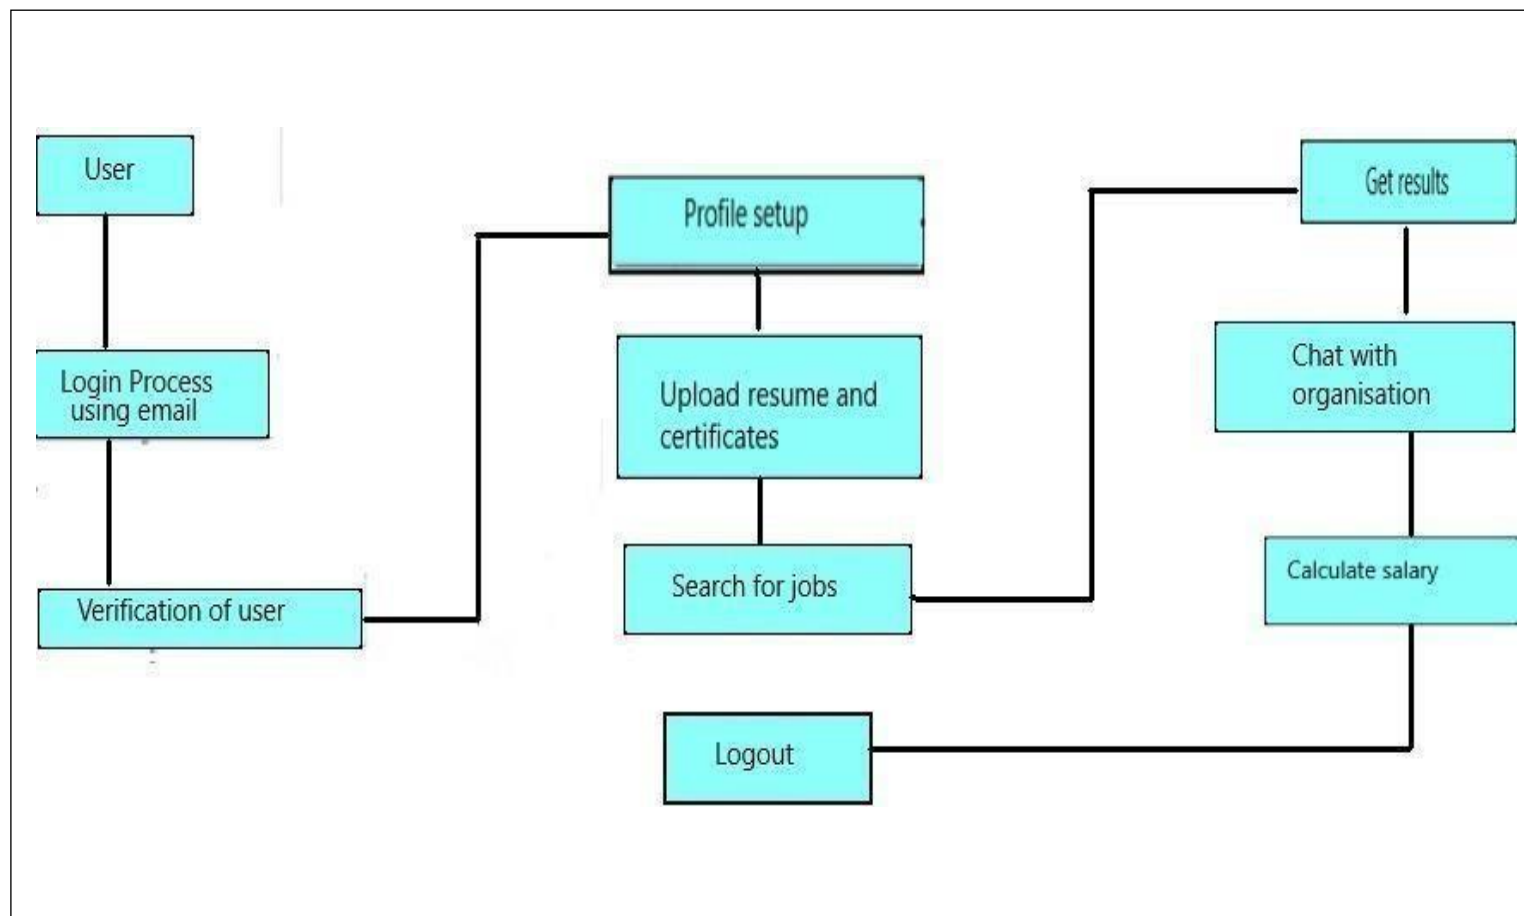 User
Login Process
using email
Verification of user
Profile setup
Upload resume and
certificates
Search for jobs
Get results
Chat with
organisation
Calculate salary
Logout